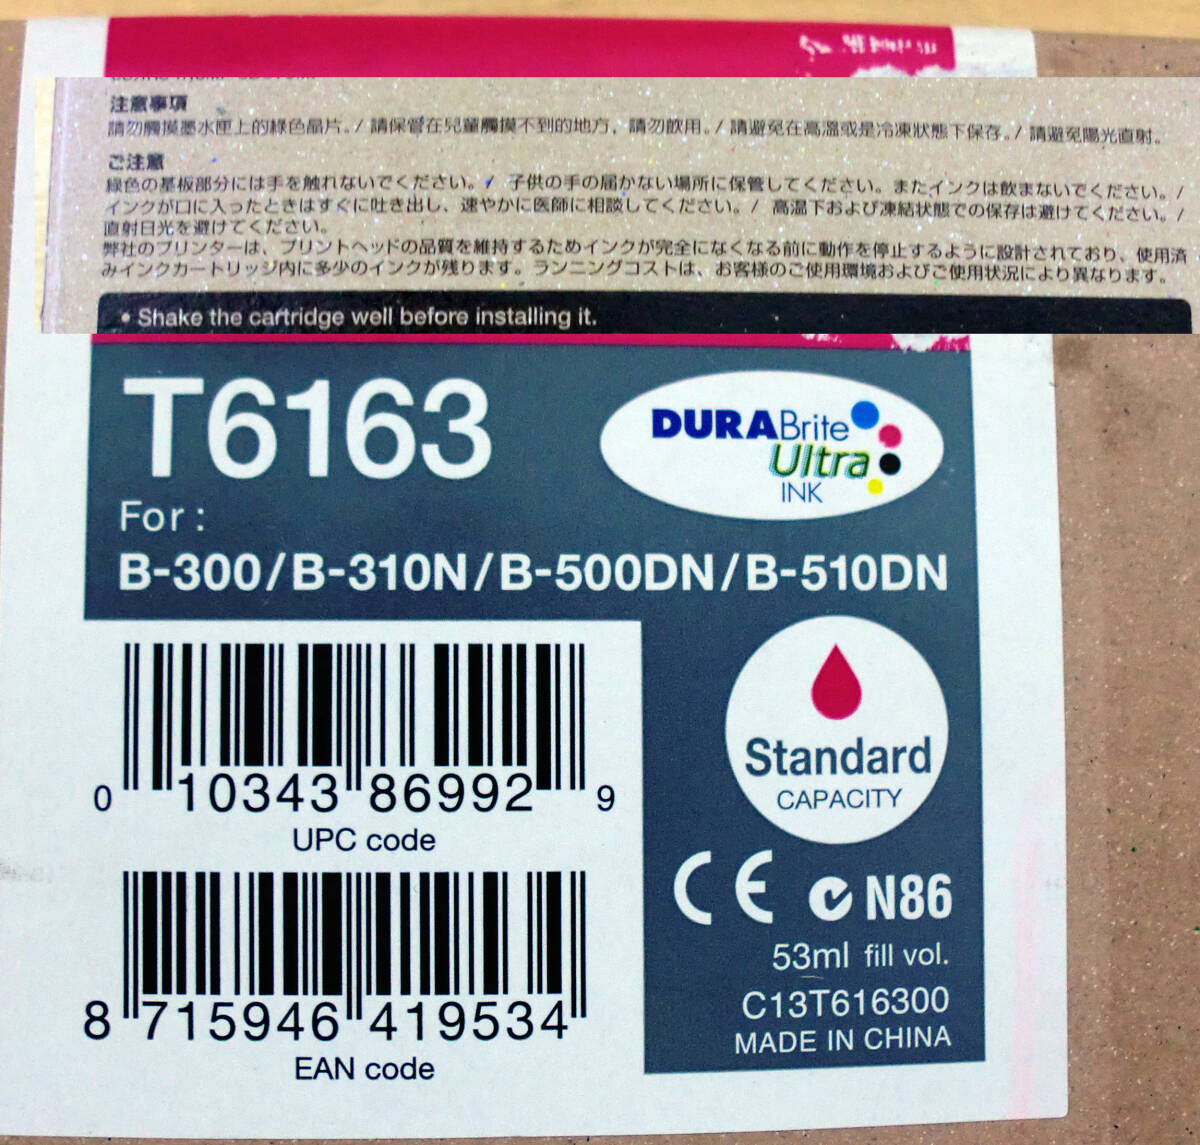 注意事項
請勿觸摸墨水匣上的綠色晶片。/ 請保管在兒童觸摸不到的地方，請勿飲用。/ 請避免在高溫或是冷凍狀態下保存。/ 請避免陽光直射。
ご注意
緑色の基板部分には手を触れないでください。/ 子供の手の届かない場所に保管してください。またインクは飲まないでください。/
インクが口に入ったときはすぐに吐き出し、速やかに医師に相談してください。/ 高温下および凍結状態での保存は避けてください。/
直射日光を避けてください。
弊社のプリンターは、プリントヘッドの品質を維持するためインクが完全になくなる前に動作を停止するように設計されており、使用済
みインクカートリッジ内に多少のインクが残ります。ランニングコストは、お客様のご使用環境およびご使用状況により異なります。
• Shake the cartridge well before installing it.
T6163
DURABrite
Ultra
INK
For :
B-300/B-310N/B-500DN/B-510DN
0 10343 86992 9
UPC code
Standard
CAPACITY
8 715946 419534
EAN code
CE N86
53ml fill vol.
C13T616300
MADE IN CHINA